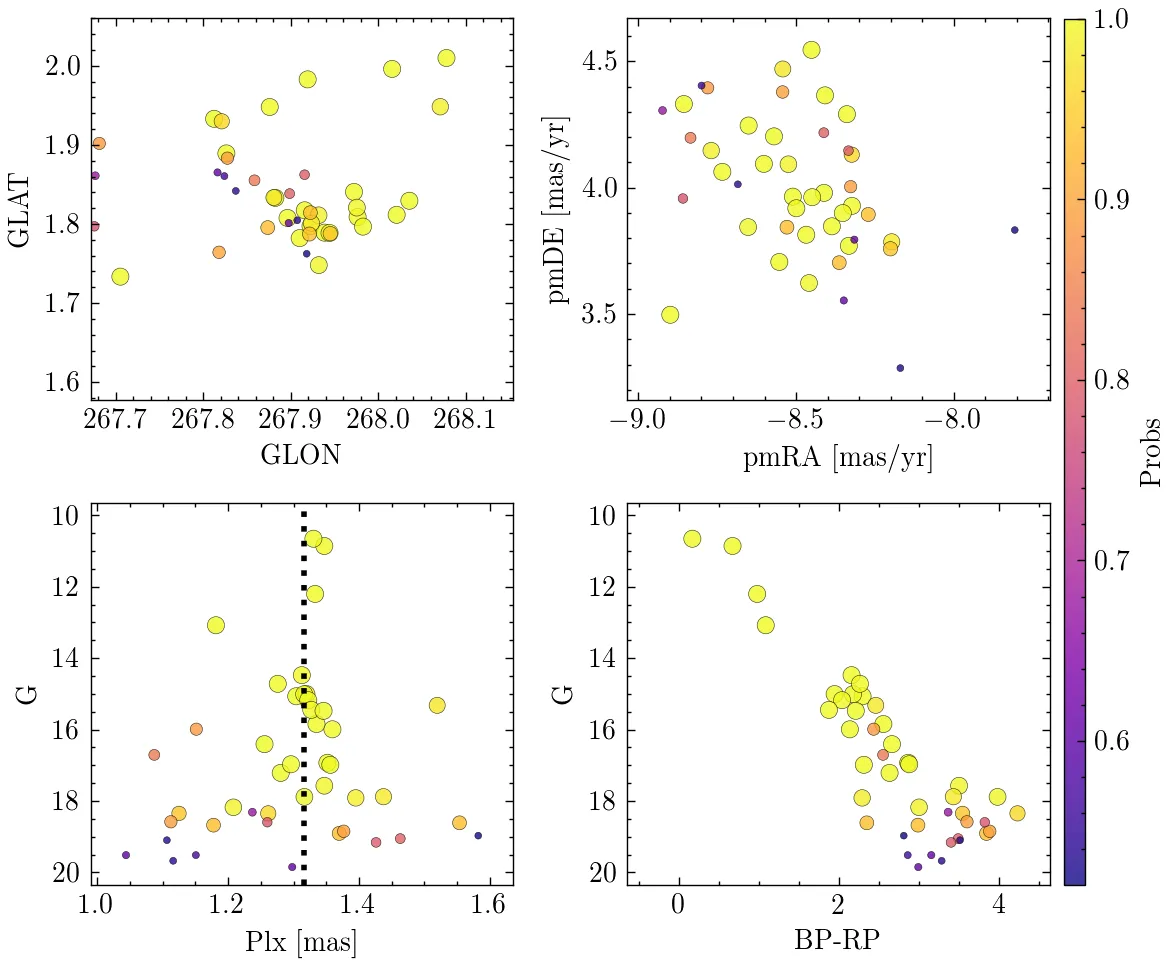 2.0
1.9
1.8
1.7
1.6
GLAT
267.7 267.8 267.9 268.0 268.1
GLON
4.5
4.0
3.5
pmDE [mas/yr]
−9.0 −8.5 −8.0
pmRA [mas/yr]
1.0
0.9
0.8
0.7
0.6
Probs
10
12
14
16
18
20
G
1.0 1.2 1.4 1.6
Plx [mas]
10
12
14
16
18
20
G
0 2 4
BP-RP